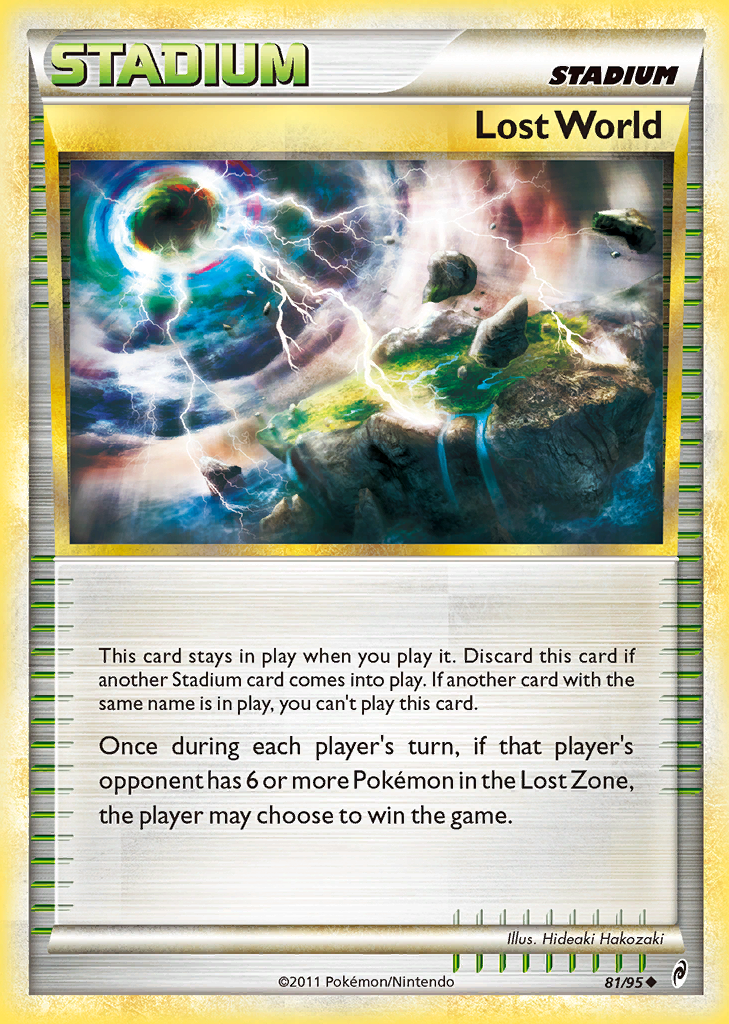 STADIUM
STADIUM
Lost World
This card stays in play when you play it. Discard this card if
another Stadium card comes into play. If another card with the
same name is in play, you can't play this card.
Once during each player's turn, if that player's
opponent has 6 or more Pokémon in the Lost Zone,
the player may choose to win the game.
Illus. Hideaki Hakozaki
©2011 Pokémon/Nintendo
81/95 ◆